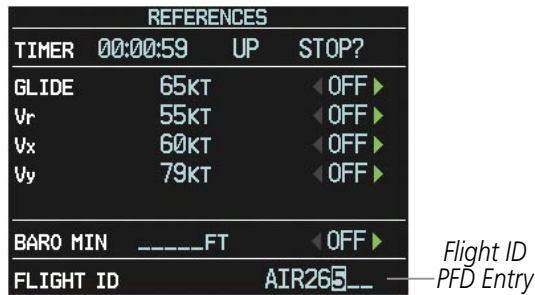 REFERENCES
TIMER 00:00:59 UP STOP?
GLIDE 65KT OFF
Vr 55KT OFF
Vx 60KT OFF
Vy 79KT OFF
BARO MIN _____FT OFF
FLIGHT ID AIR265__
Flight ID
PFD Entry